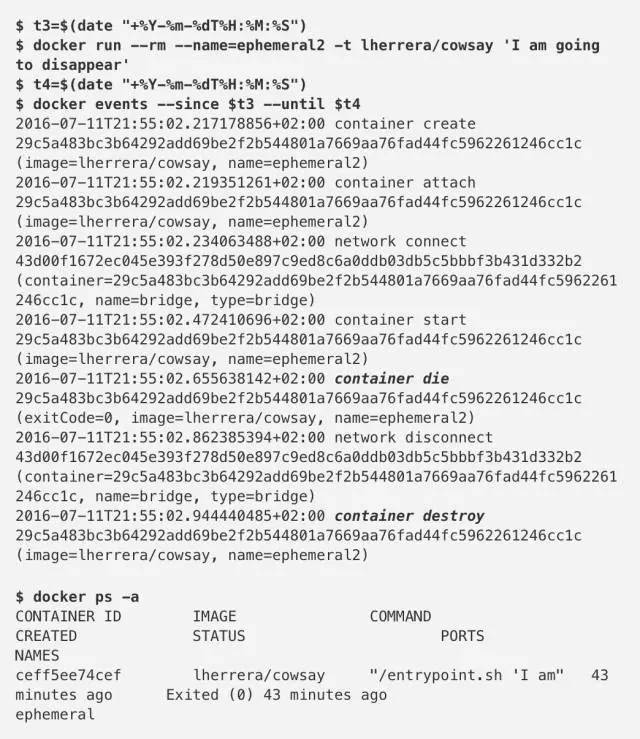 $ t3=$(date "+%Y-%m-%dT%H:%M:%S")
$ docker run --rm --name=ephemeral2 -t lherrera/cowsay 'I am going
to disappear'
$ t4=$(date "+%Y-%m-%dT%H:%M:%S")
$ docker events --since $t3 --until $t4
2016-07-11T21:55:02.217178856+02:00 container create
29c5a483bc3b64292add69be2f2b544801a7669aa76fad44fc5962261246cc1c
(image=lherrera/cowsay, name=ephemeral2)
2016-07-11T21:55:02.219351261+02:00 container attach
29c5a483bc3b64292add69be2f2b544801a7669aa76fad44fc5962261246cc1c
(image=lherrera/cowsay, name=ephemeral2)
2016-07-11T21:55:02.234063488+02:00 network connect
43d00f1672ec045e393f278d50e897c9ed8c6a0ddb03db5c5bbbf3b431d332b2
(container=29c5a483bc3b64292add69be2f2b544801a7669aa76fad44fc5962261
246cc1c, name=bridge, type=bridge)
2016-07-11T21:55:02.472410696+02:00 container start
29c5a483bc3b64292add69be2f2b544801a7669aa76fad44fc5962261246cc1c
(image=lherrera/cowsay, name=ephemeral2)
2016-07-11T21:55:02.655638142+02:00 container die
29c5a483bc3b64292add69be2f2b544801a7669aa76fad44fc5962261246cc1c
(exitCode=0, image=lherrera/cowsay, name=ephemeral2)
2016-07-11T21:55:02.862385394+02:00 network disconnect
43d00f1672ec045e393f278d50e897c9ed8c6a0ddb03db5c5bbbf3b431d332b2
(container=29c5a483bc3b64292add69be2f2b544801a7669aa76fad44fc5962261
246cc1c, name=bridge, type=bridge)
2016-07-11T21:55:02.944440485+02:00 container destroy
29c5a483bc3b64292add69be2f2b544801a7669aa76fad44fc5962261246cc1c
(image=lherrera/cowsay, name=ephemeral2)
$ docker ps -a
CONTAINER ID        IMAGE               COMMAND
CREATED             STATUS                      PORTS
NAMES
ceff5ee74cef        lherrera/cowsay     "/entrypoint.sh 'I am"   43
minutes ago      Exited (0) 43 minutes ago
ephemeral